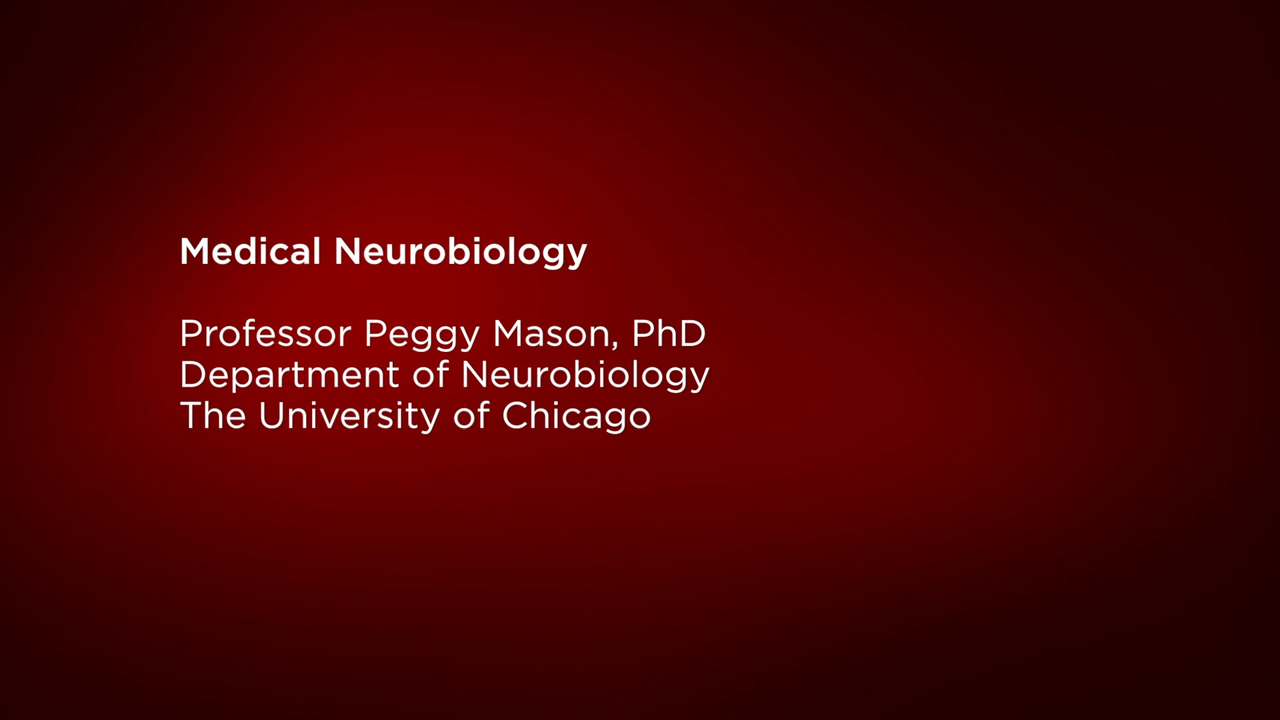 Medical Neurobiology
Professor Peggy Mason, PhD
Department of Neurobiology
The University of Chicago